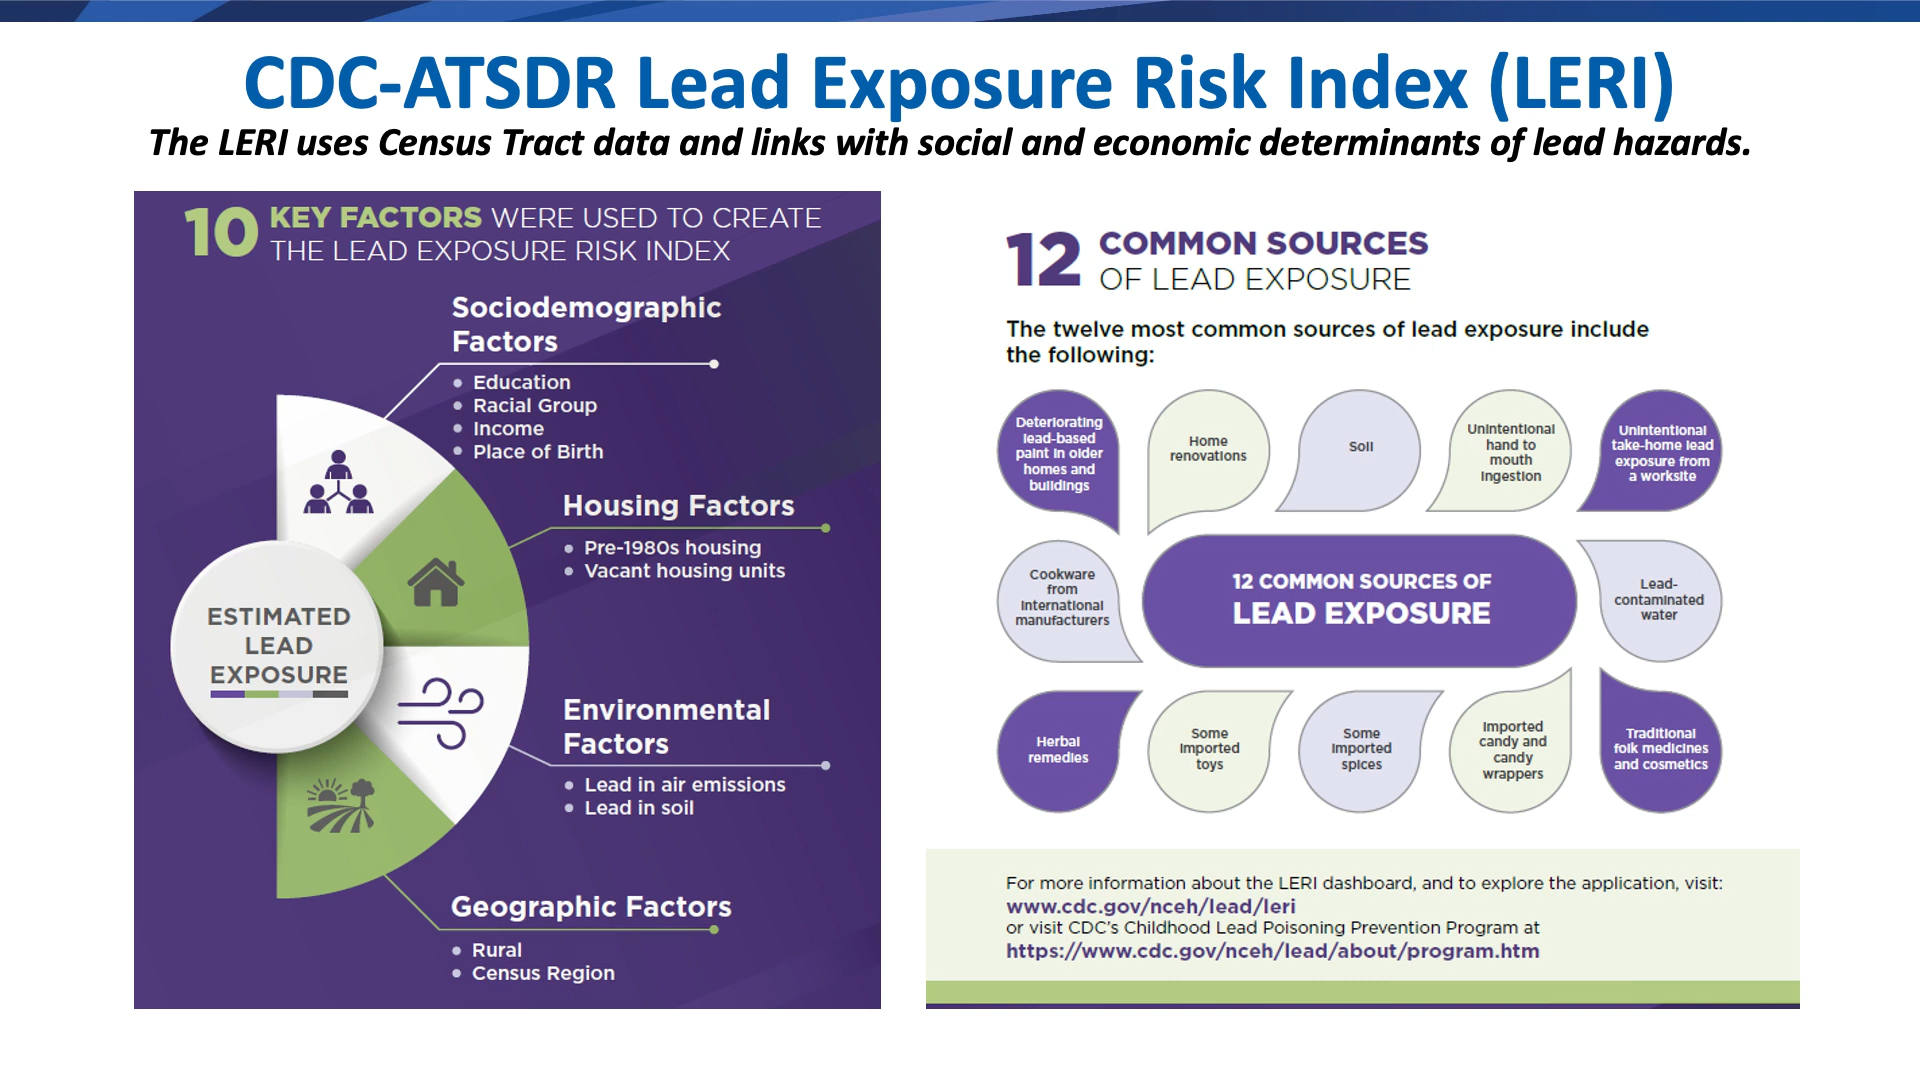 CDC-ATSDR Lead Exposure Risk Index (LERI)
The LERI uses Census Tract data and links with social and economic determinants of lead hazards.
10 KEY FACTORS WERE USED TO CREATE
THE LEAD EXPOSURE RISK INDEX
Sociodemographic
Factors
• Education
• Racial Group
• Income
• Place of Birth
Housing Factors
• Pre-1980s housing
• Vacant housing units
ESTIMATED
LEAD
EXPOSURE
Environmental
Factors
• Lead in air emissions
• Lead in soil
Geographic Factors
• Rural
• Census Region
12 COMMON SOURCES
OF LEAD EXPOSURE
The twelve most common sources of lead exposure include
the following:
Deteriorating
lead-based
paint in older
homes and
buildings
Home
renovations
Soil
Unintentional
hand to
mouth
ingestion
Unintentional
take-home lead
exposure from
a worksite
Cookware
from
international
manufacturers
12 COMMON SOURCES OF
LEAD EXPOSURE
Lead-
contaminated
water
Herbal
remedies
Some
imported
toys
Some
imported
spices
Imported
candy and
candy
wrappers
Traditional
folk medicines
and cosmetics
For more information about the LERI dashboard, and to explore the application, visit:
www.cdc.gov/nceh/lead/leri
or visit CDC's Childhood Lead Poisoning Prevention Program at
https://www.cdc.gov/nceh/lead/about/program.htm